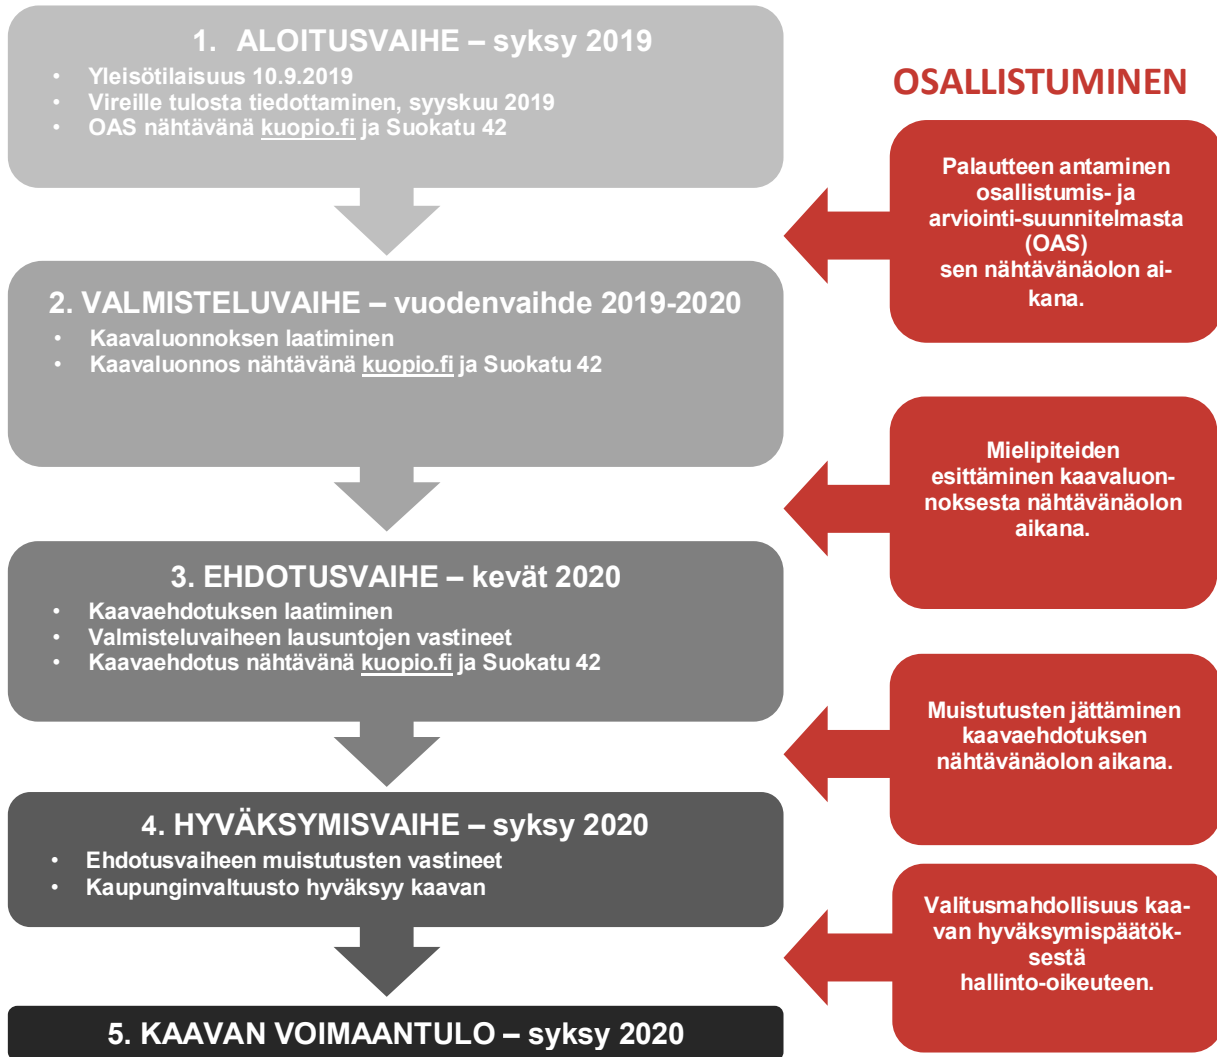 1. ALOITUSVAIHE – syksy 2019
• Yleisötilaisuus 10.9.2019
• Vireille tulosta tiedottaminen, syyskuu 2019
• OAS nähtävänä kuopio.fi ja Suokatu 42
OSALLISTUMINEN
Palautteen antaminen
osallistumis- ja
arviointi-suunnitelmasta
(OAS)
sen nähtävänäolon ai-
kana.
2. VALMISTELUVAIHE – vuodenvaihde 2019-2020
• Kaavaluonnoksen laatiminen
• Kaavaluonnos nähtävänä kuopio.fi ja Suokatu 42
Mielipiteiden
esittäminen kaavaluon-
noksesta nähtävänäolon
aikana.
3. EHDOTUSVAIHE – kevät 2020
• Kaavaehdotuksen laatiminen
• Valmisteluvaiheen lausuntojen vastineet
• Kaavaehdotus nähtävänä kuopio.fi ja Suokatu 42
Muistutusten jättäminen
kaavaehdotuksen
nähtävänäolon aikana.
4. HYVÄKSYMISVAIHE – syksy 2020
• Ehdotusvaiheen muistutusten vastineet
• Kaupunginvaltuusto hyväksyy kaavan
Valitusmahdollisuus kaa-
van hyväksymispäätök-
sestä
hallinto-oikeuteen.
5. KAAVAN VOIMAANTULO – syksy 2020